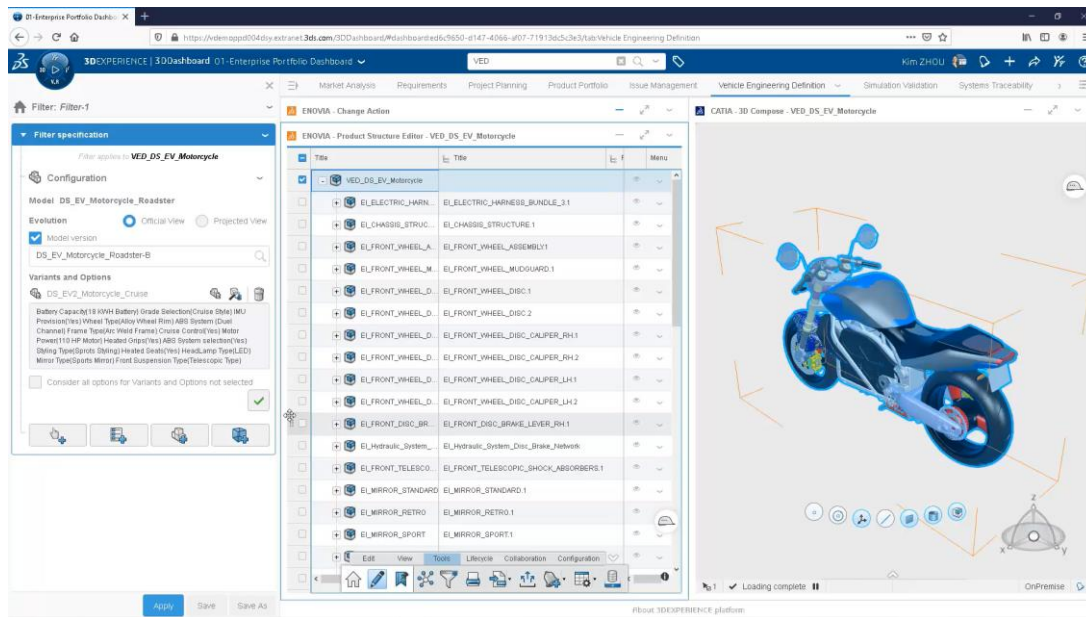 01-Enterprise Portfolio Dashbo
https://vdemoppd004dsy.extranet.3ds.com/3DDashboard/#dashboard:ed6c9650-d147-4066-af07-71913dc5c3e3/tab:Vehicle Engineering Definition
3DEXPERIENCE | 3DDashboard 01-Enterprise Portfolio Dashboard
VED
Kim ZHOU
V.R
Market Analysis Requirements Project Planning Product Portfolio Issue Management Vehicle Engineering Definition Simulation Validation Systems Traceability
Filter: Filter-1
Filter specification
Filter applies to VED_DS_EV_Motorcycle
Configuration
Model DS_EV_Motorcycle_Roadster
Evolution Official View Projected View
Model version
DS_EV_Motorcycle_Roadster-B
Variants and Options
DS_EV2_Motorcycle_Cruise
Battery Capacity(18 KWH Battery) Grade Selection(Cruise Style) IMU
Provision(Yes) Wheel Type(Alloy Wheel Rim) ABS System (Dual
Channel) Frame Type(Arc Weld Frame) Cruise Control(Yes) Motor
Power(110 HP Motor) Heated Grips(Yes) ABS System selection(Yes)
Styling Type(Sprots Styling) Heated Seats(Yes) HeadLamp Type(LED)
Mirror Type(Sports Mirror) Front Suspension Type(Telescopic Type)
Consider all options for Variants and Options not selected
Apply Save Save As
ENOVIA - Change Action
ENOVIA - Product Structure Editor - VED_DS_EV_Motorcycle
Title Title Menu
VED_DS_EV_Motorcycle
EI_ELECTRIC_HARN... EI_ELECTRIC_HARNESS_BUNDLE_3.1
EI_CHASSIS_STRUC... EI_CHASSIS_STRUCTURE.1
EI_FRONT_WHEEL_A... EI_FRONT_WHEEL_ASSEMBLY.1
EI_FRONT_WHEEL_M... EI_FRONT_WHEEL_MUDGUARD.1
EI_FRONT_WHEEL_D... EI_FRONT_WHEEL_DISC.1
EI_FRONT_WHEEL_D... EI_FRONT_WHEEL_DISC.2
EI_FRONT_WHEEL_D... EI_FRONT_WHEEL_DISC_CALIPER_RH.1
EI_FRONT_WHEEL_D... EI_FRONT_WHEEL_DISC_CALIPER_RH.2
EI_FRONT_WHEEL_D... EI_FRONT_WHEEL_DISC_CALIPER_LH.1
EI_FRONT_WHEEL_D... EI_FRONT_WHEEL_DISC_CALIPER_LH.2
EI_FRONT_DISC_BR... EI_FRONT_DISC_BRAKE_LEVER_RH.1
EI_Hydraulic_System_... EI_Hydraulic_System_Disc_Brake_Network
EI_FRONT_TELESCO... EI_FRONT_TELESCOPIC_SHOCK_ABSORBERS.1
EI_MIRROR_STANDARD EI_MIRROR_STANDARD.1
EI_MIRROR_RETRO EI_MIRROR_RETRO.1
EI_MIRROR_SPORT EI_MIRROR_SPORT.1
Edit View Tools Lifecycle Collaboration Configuration
0
CATIA - 3D Compose - VED_DS_EV_Motorcycle
z
x y
1 Loading complete
OnPremise
About 3DEXPERIENCE platform